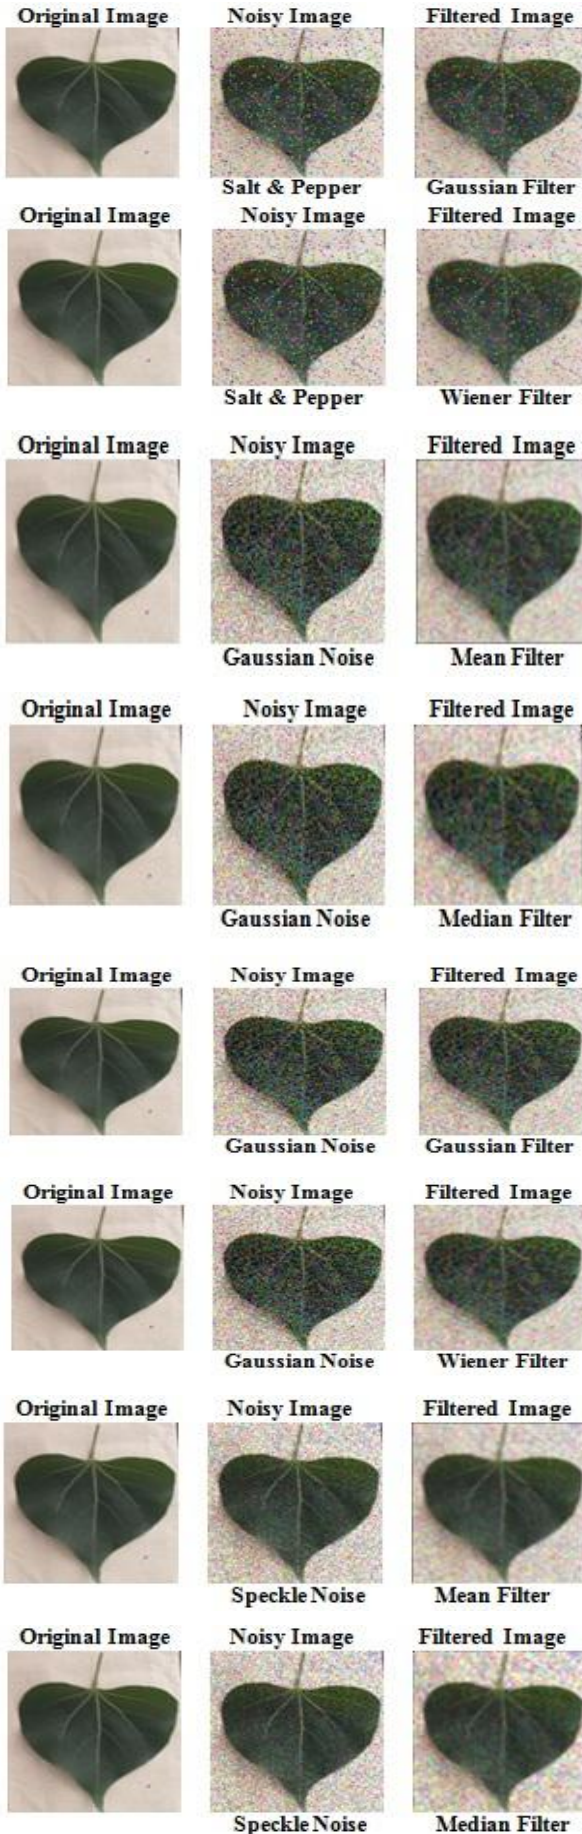 Original Image Noisy Image Filtered Image
Salt & Pepper Gaussian Filter
Original Image Noisy Image Filtered Image
Salt & Pepper Wiener Filter
Original Image Noisy Image Filtered Image
Gaussian Noise Mean Filter
Original Image Noisy Image Filtered Image
Gaussian Noise Median Filter
Original Image Noisy Image Filtered Image
Gaussian Noise Gaussian Filter
Original Image Noisy Image Filtered Image
Gaussian Noise Wiener Filter
Original Image Noisy Image Filtered Image
Speckle Noise Mean Filter
Original Image Noisy Image Filtered Image
Speckle Noise Median Filter